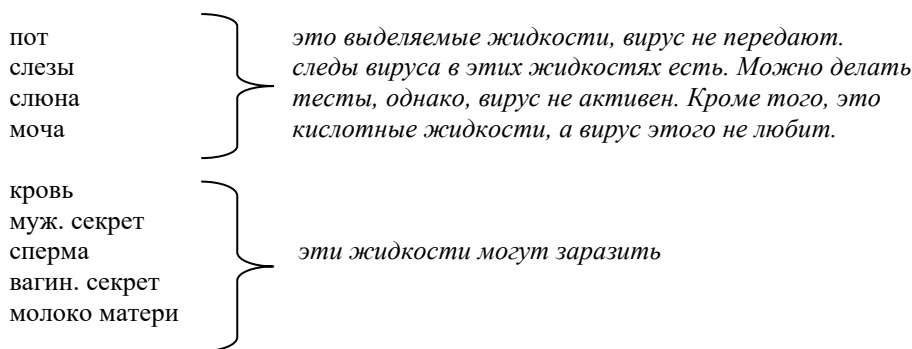 пот это выделяемые жидкости, вирус не передают.
слезы следы вируса в этих жидкостях есть. Можно делать
слюна тесты, однако, вирус не активен. Кроме того, это
моча кислотные жидкости, а вирус этого не любит.
кровь
муж. секрет
сперма эти жидкости могут заразить
вагин. секрет
молоко матери